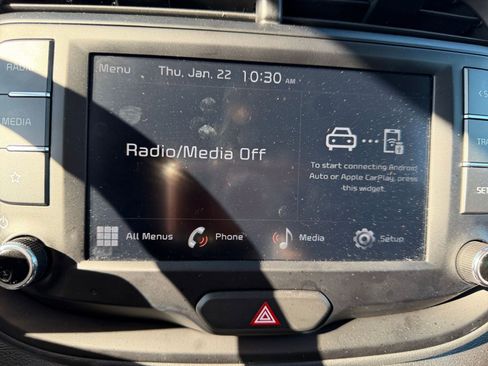 Menu
Thu, Jan. 22 10:30 AM
Radio/Media Off
To start connecting Android
Auto or Apple CarPlay, press
this widget.
All Menus
Phone
Media
Setup
RADIO
MEDIA